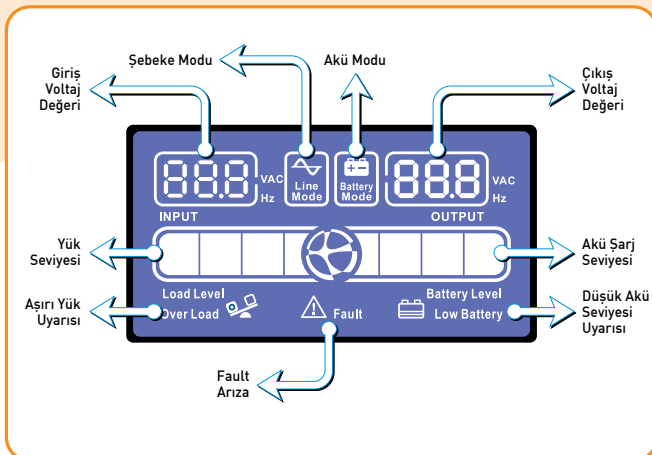 Giriş
Voltaj
Değeri
Şebeke Modu
Akü Modu
Çıkış
Voltaj
Değeri
88.8
VAC
Hz
Line
Mode
Battery
Mode
88.8
VAC
Hz
INPUT
OUTPUT
Yük
Seviyesi
Akü Şarj
Seviyesi
Load Level
Battery Level
Aşırı Yük
Uyarısı
Over Load
Fault
Low Battery
Düşük Akü
Seviyesi
Uyarısı
Fault
Arıza